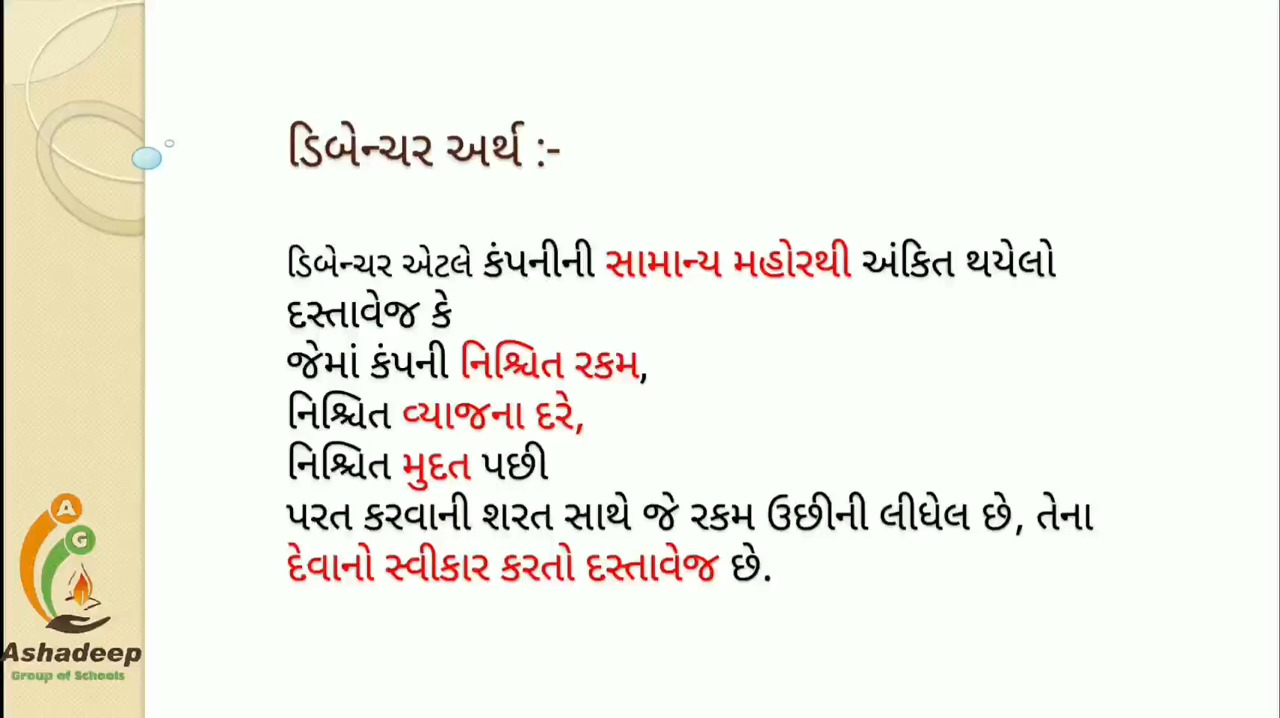 ડિબેન્ચર અર્થ :-
ડિબેન્ચર એટલે કંપનીની સામાન્ય મહોરથી અંકિત થયેલો
દસ્તાવેજ કે
જેમાં કંપની નિશ્ચિત રકમ,
નિશ્ચિત વ્યાજના દરે,
નિશ્ચિત મુદત પછી
પરત કરવાની શરત સાથે જે રકમ ઉછીની લીધેલ છે, તેના
દેવાનો સ્વીકાર કરતો દસ્તાવેજ છે.
A
G
Ashadeep
Group of Schools